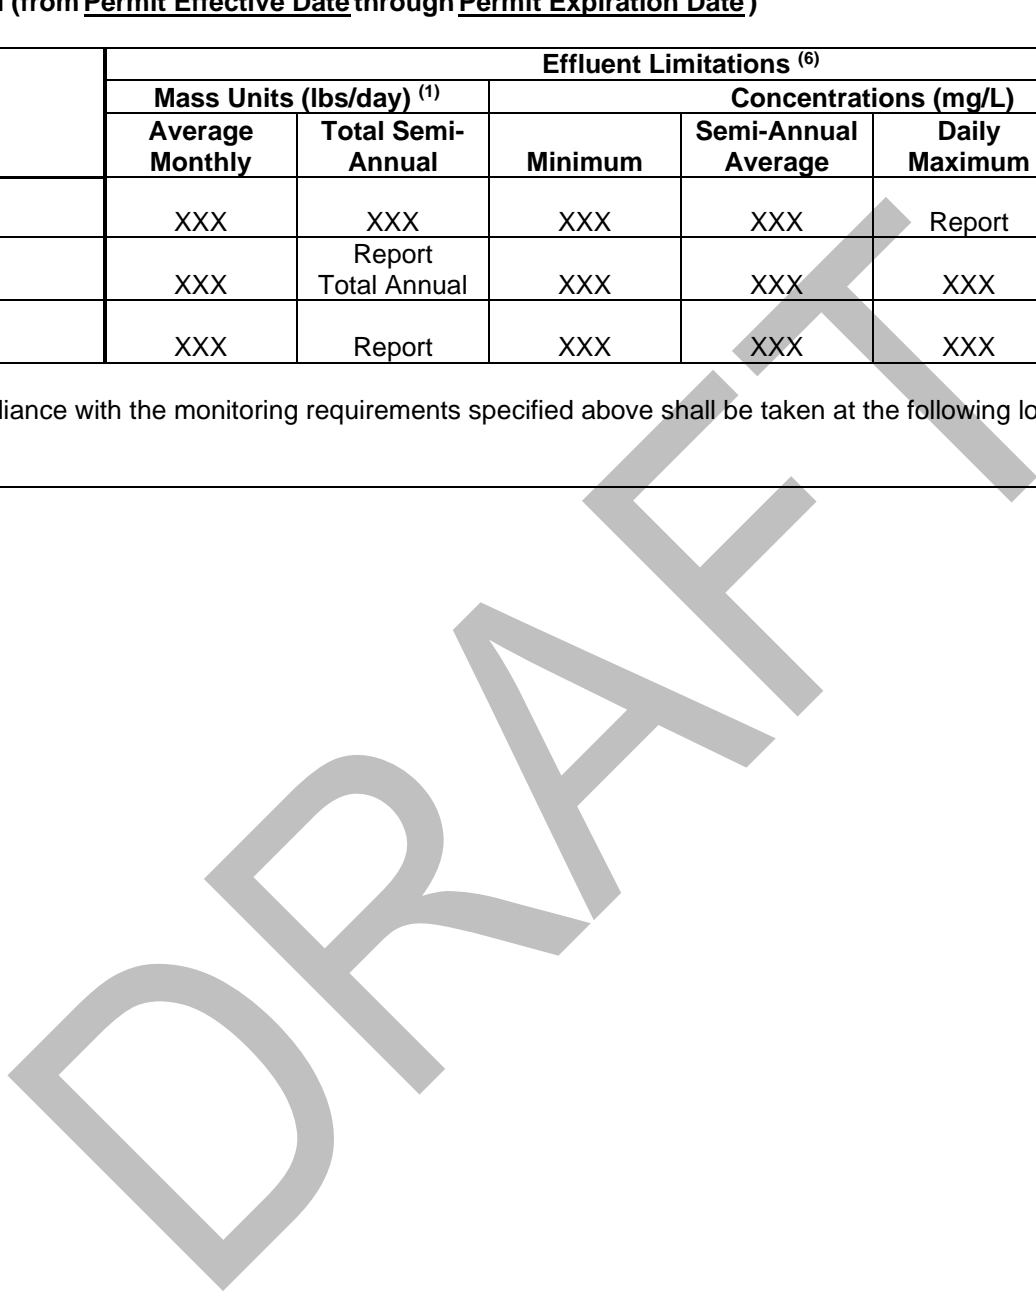 (from Permit Effective Date through Permit Expiration Date)
Effluent Limitations (6)
Mass Units (lbs/day) (1) Concentrations (mg/L)
Average Monthly Total Semi-Annual Minimum Semi-Annual Average Daily Maximum
XXX XXX XXX XXX Report
XXX Report Total Annual XXX XXX XXX
XXX Report XXX XXX XXX
liance with the monitoring requirements specified above shall be taken at the following lo
DRAFT